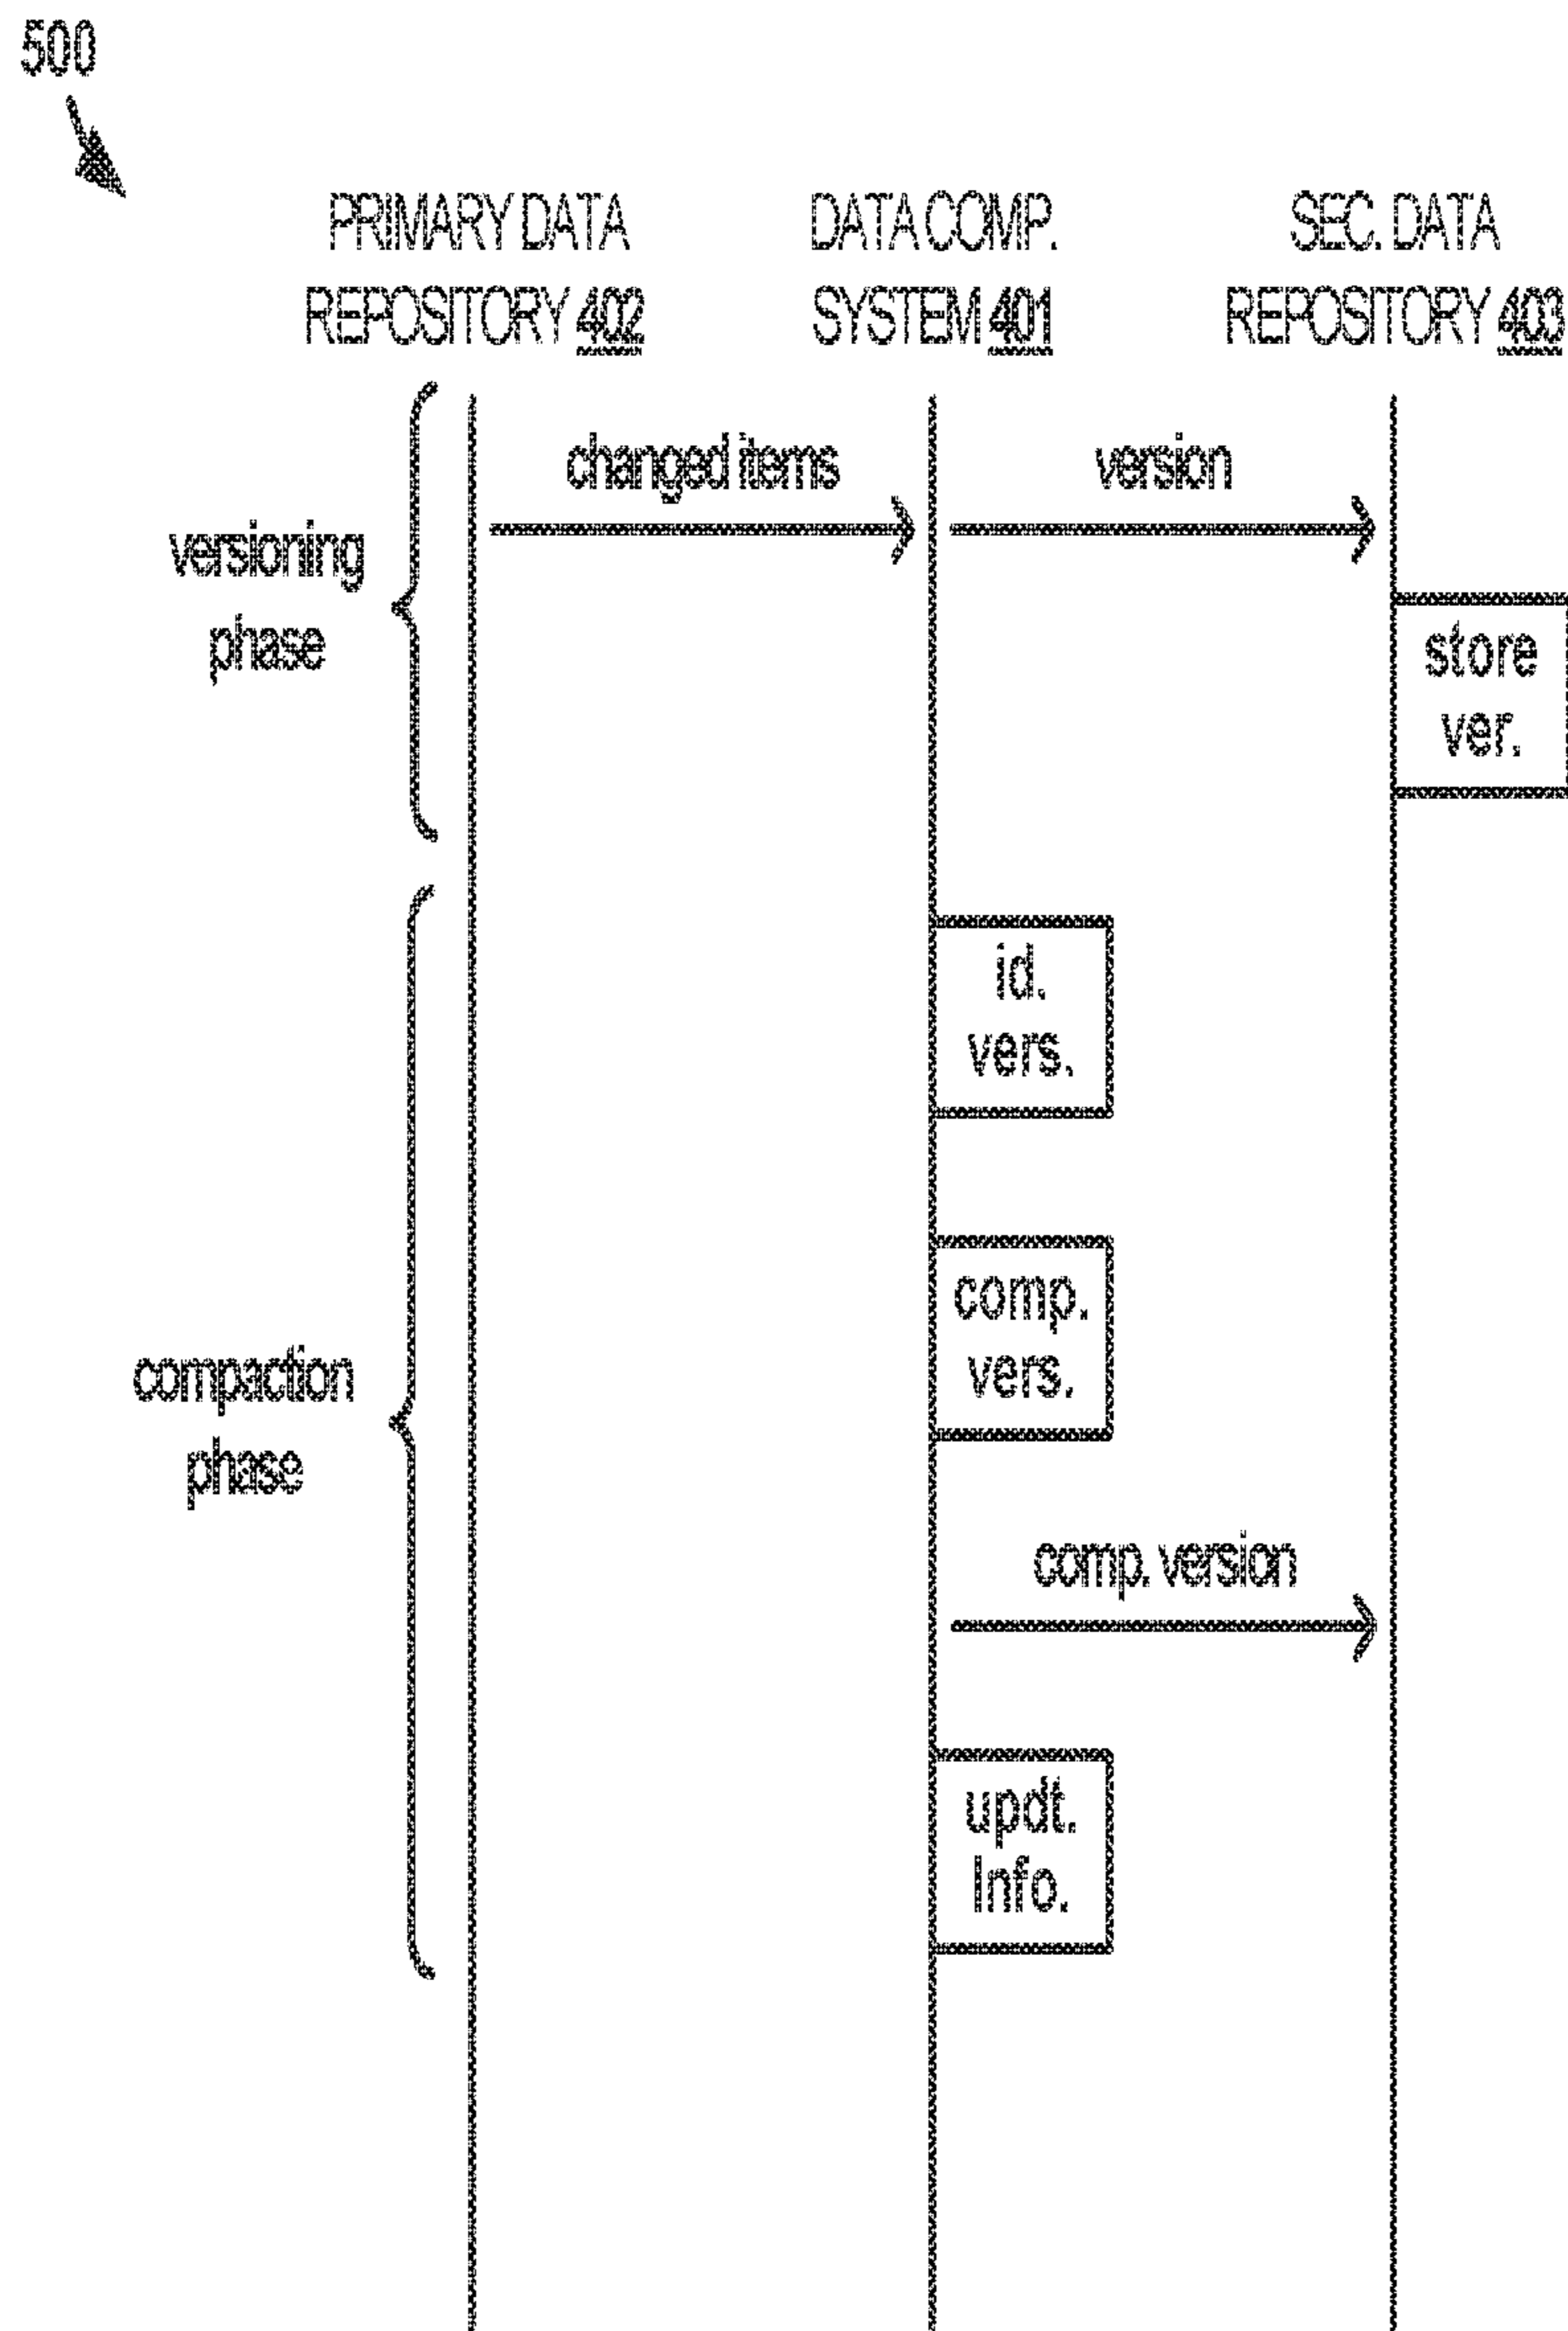 500
PRIMARY DATA
REPOSITORY 402
DATA COMP.
SYSTEM 401
SEC. DATA
REPOSITORY 403
changed items
version
versioning
phase
store
ver.
id.
vers.
comp.
vers.
compaction
phase
comp. version
updt.
Info.